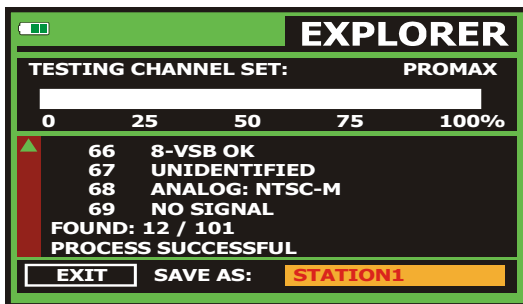 EXPLORER
TESTING CHANNEL SET: PROMAX
0 25 50 75 100%
66 8-VSB OK
67 UNIDENTIFIED
68 ANALOG: NTSC-M
69 NO SIGNAL
FOUND: 12 / 101
PROCESS SUCCESSFUL
EXIT SAVE AS: STATION1